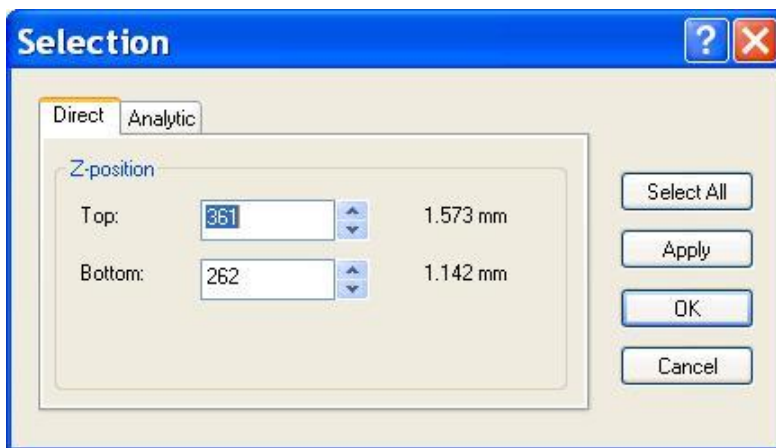 Selection
Direct Analytic
Z-position
Top: 361 1.573 mm
Bottom: 262 1.142 mm
Select All
Apply
OK
Cancel